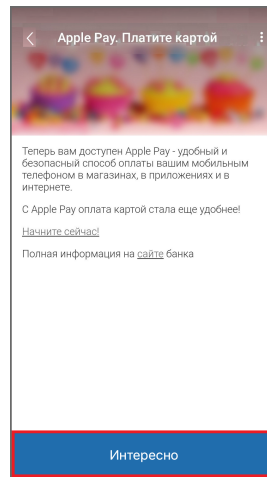 Apple Pay. Платите картой
Теперь вам доступен Apple Pay - удобный и
безопасный способ оплаты вашим мобильным
телефоном в магазинах, в приложениях и в
интернете.
С Apple Pay оплата картой стала еще удобнее!
Начните сейчас!
Полная информация на сайте банка
Интересно